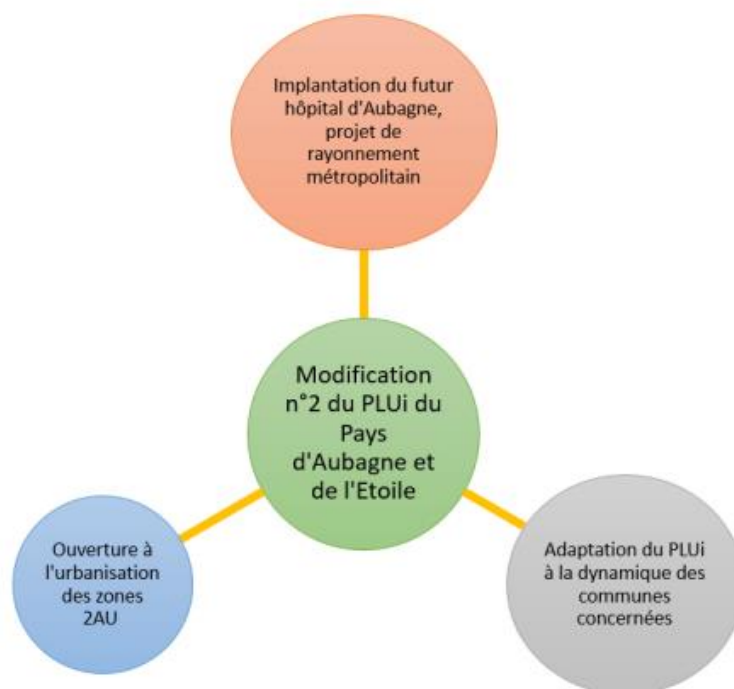 Implantation du futur
hôpital d'Aubagne,
projet de
rayonnement
métropolitain
Modification
n°2 du PLUi du
Pays
d'Aubagne et
de l'Etoile
Ouverture à
l'urbanisation
des zones
2AU
Adaptation du PLUi
à la dynamique des
communes
concernées